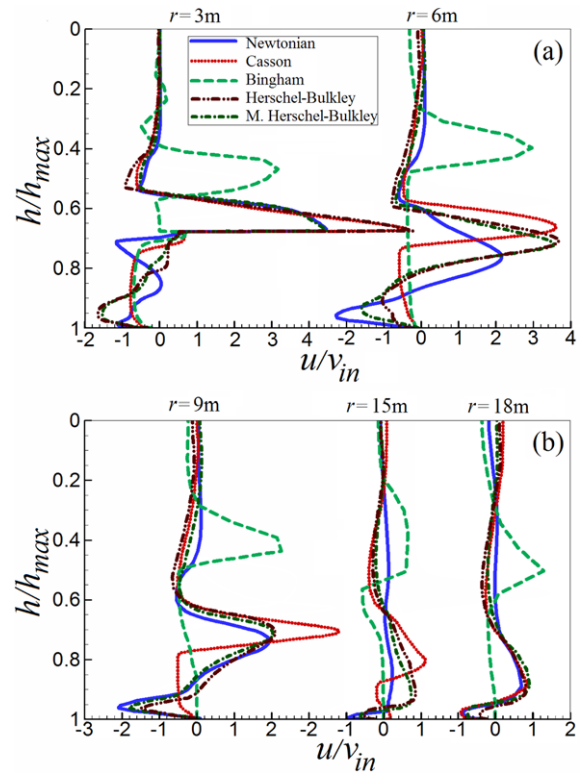 r=3m r=6m
(a)
Newtonian
Casson
Bingham
Herschel-Bulkley
M. Herschel-Bulkley
0
0.2
0.4
0.6
0.8
1
h/hmax
-2 -1 0 1 2 3 4 5 -2 -1 0 1 2 3 4
u/vin
r=9m r=15m r=18m
(b)
0
0.2
0.4
0.6
0.8
1
h/hmax
-3 -2 -1 0 1 2 3 -1 0 1 2 -1 0 1 2
u/vin